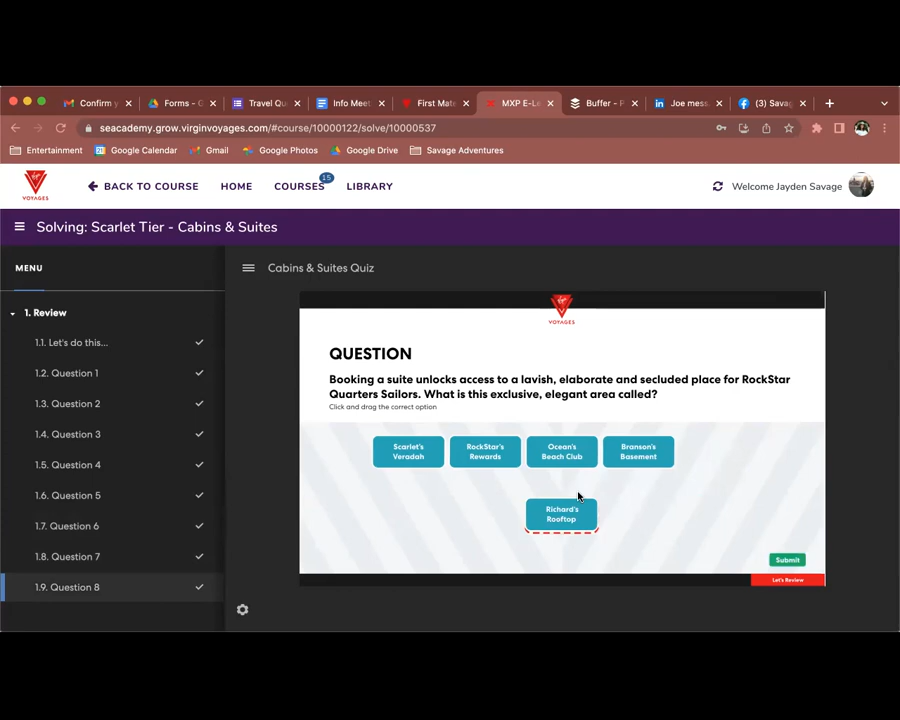 Confirm y
Forms - G
Travel Qu
Info Meet
First Mate
MXP E-Le
Buffer - P
Joe mess
(3) Savag
seacademy.grow.virginvoyages.com/#course/10000122/solve/10000537
Entertainment
Google Calendar
Gmail
Google Photos
Google Drive
Savage Adventures
VOYAGES
BACK TO COURSE
HOME
COURSES
15
LIBRARY
Welcome Jayden Savage
Solving: Scarlet Tier - Cabins & Suites
MENU
Cabins & Suites Quiz
1. Review
1.1. Let's do this...
1.2. Question 1
1.3. Question 2
1.4. Question 3
1.5. Question 4
1.6. Question 5
1.7. Question 6
1.8. Question 7
1.9. Question 8
VOYAGES
QUESTION
Booking a suite unlocks access to a lavish, elaborate and secluded place for RockStar
Quarters Sailors. What is this exclusive, elegant area called?
Click and drag the correct option
Scarlet's
Veradah
RockStar's
Rewards
Ocean's
Beach Club
Branson's
Basement
Richard's
Rooftop
Submit
Let's Review